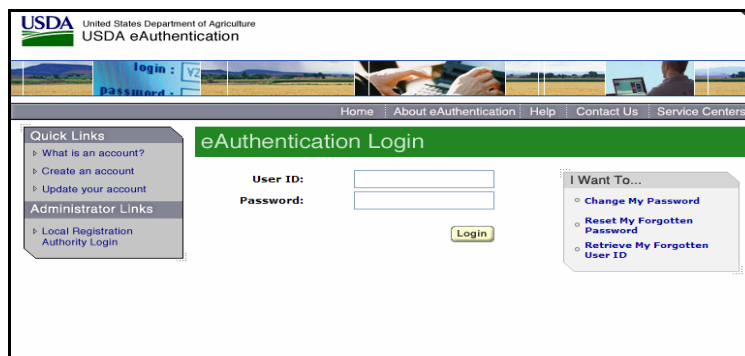 USDA
United States Department of Agriculture
USDA eAuthentication
login :
password :
Home About eAuthentication Help Contact Us Service Centers
Quick Links
What is an account?
Create an account
Update your account
Administrator Links
Local Registration
Authority Login
eAuthentication Login
User ID:
Password:
Login
I Want To...
Change My Password
Reset My Forgotten
Password
Retrieve My Forgotten
User ID